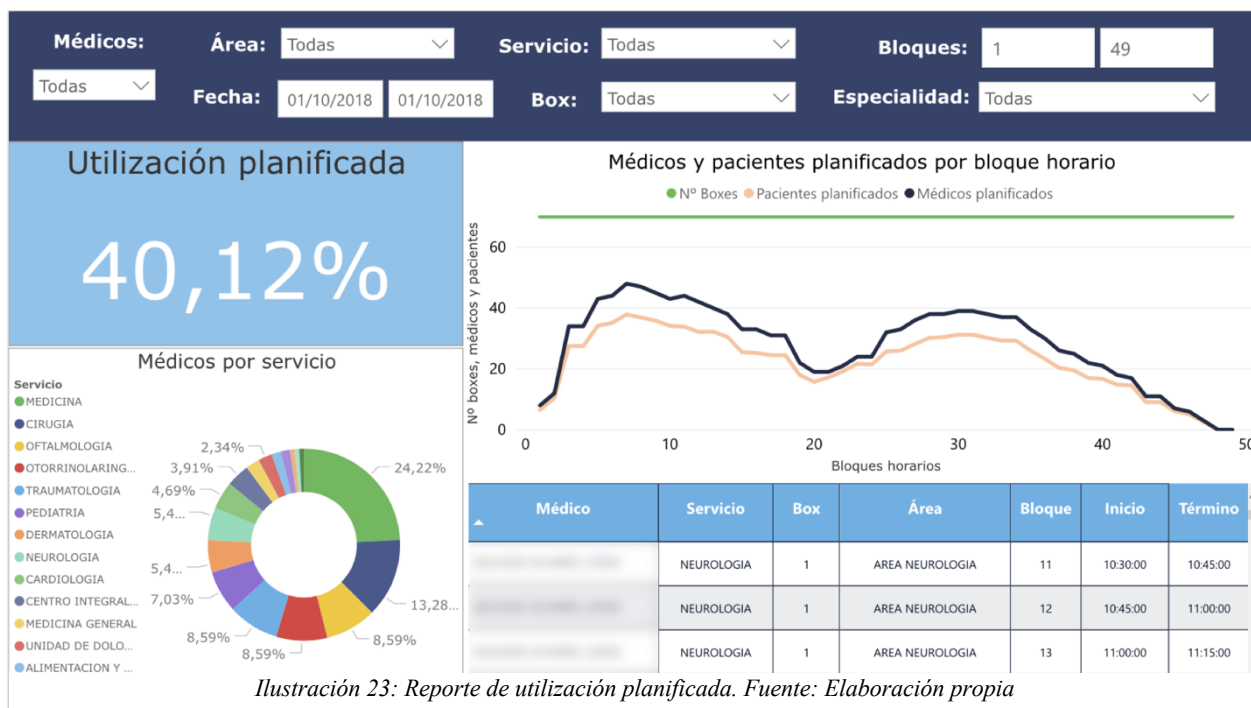 Médicos: Área: Todas Servicio: Todas Bloques: 1 49
Todas Fecha: 01/10/2018 01/10/2018 Box: Todas Especialidad: Todas
Utilización planificada
40,12%
Médicos y pacientes planificados por bloque horario
Nº Boxes Pacientes planificados Médicos planificados
Nº boxes, médicos y pacientes
60
40
20
0
0 10 20 30 40 50
Bloques horarios
Médicos por servicio
Servicio
MEDICINA
CIRUGIA
OFTALMOLOGIA
OTORRINOLARING...
TRAUMATOLOGIA
PEDIATRIA
DERMATOLOGIA
NEUROLOGIA
CARDIOLOGIA
CENTRO INTEGRAL...
MEDICINA GENERAL
UNIDAD DE DOLO...
ALIMENTACION Y ...
24,22%
13,28...
8,59%
8,59%
8,59%
7,03%
5,4...
5,4...
4,69%
3,91%
2,34%
Médico Servicio Box Área Bloque Inicio Término
NEUROLOGIA 1 AREA NEUROLOGIA 11 10:30:00 10:45:00
NEUROLOGIA 1 AREA NEUROLOGIA 12 10:45:00 11:00:00
NEUROLOGIA 1 AREA NEUROLOGIA 13 11:00:00 11:15:00
Ilustración 23: Reporte de utilización planificada. Fuente: Elaboración propia